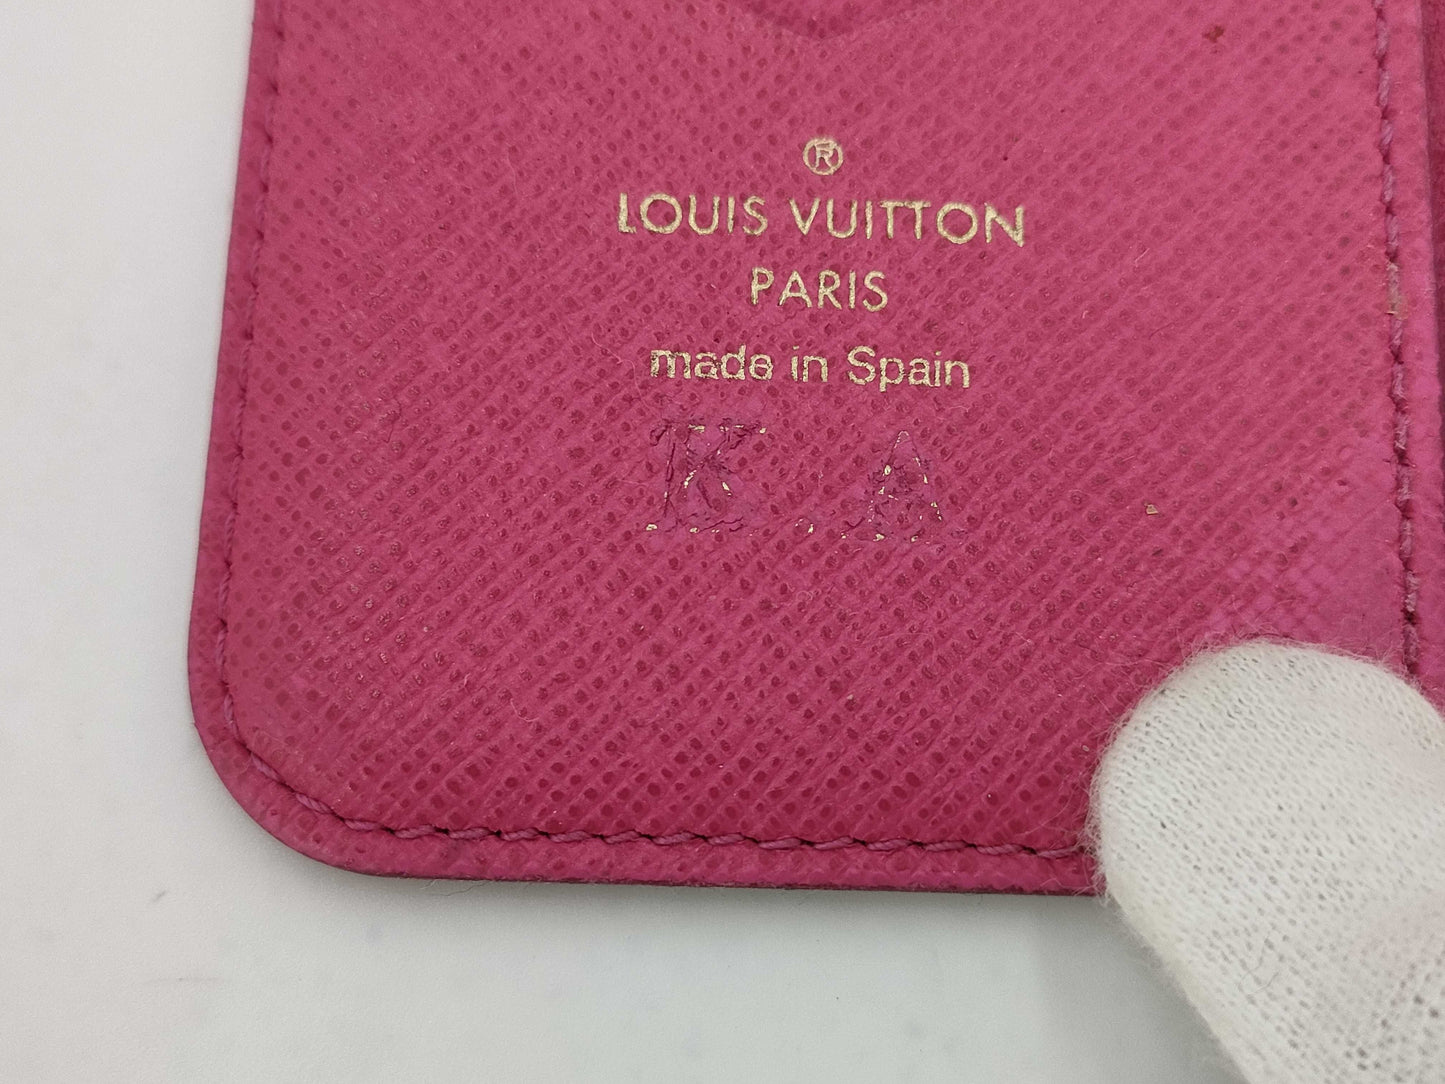 ®
LOUIS VUITTON
PARIS
made in Spain
K.A